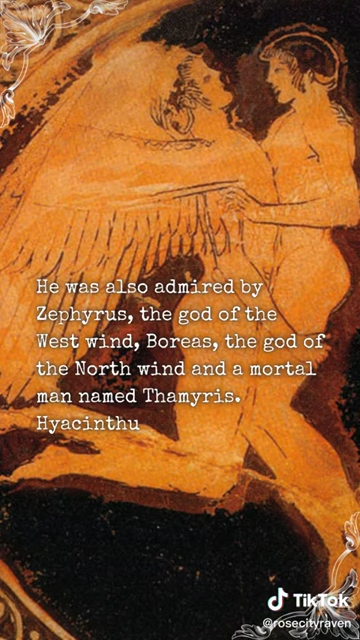 He was also admired by
Zephyrus, the god of the
West wind, Boreas, the god of
the North wind and a mortal
man named Thamyris.
Hyacinthu
TikTok
@rosecityraven